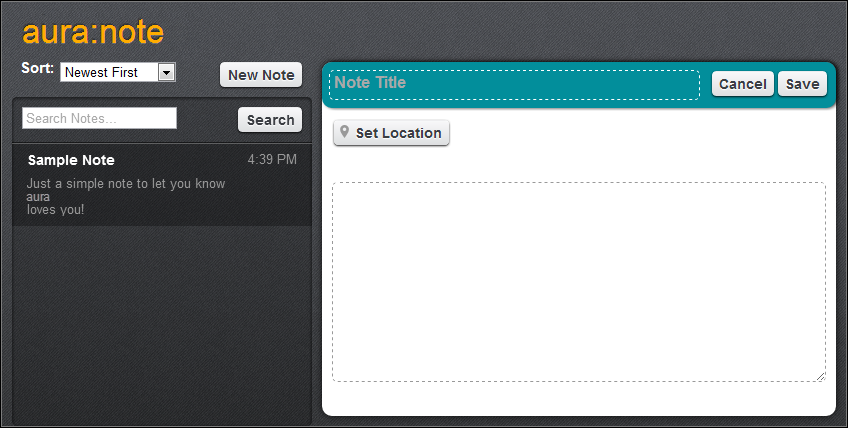 aura:note
Sort: Newest First New Note
Search Notes... Search
Sample Note 4:39 PM
Just a simple note to let you know
aura
loves you!
Note Title Cancel Save
Set Location